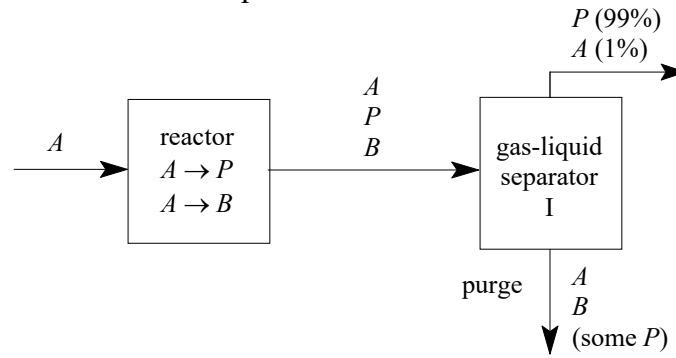 P (99%)
A (1%)
A
reactor
A → P
A → B
A
P
B
gas-liquid
separator
I
purge
A
B
(some P)